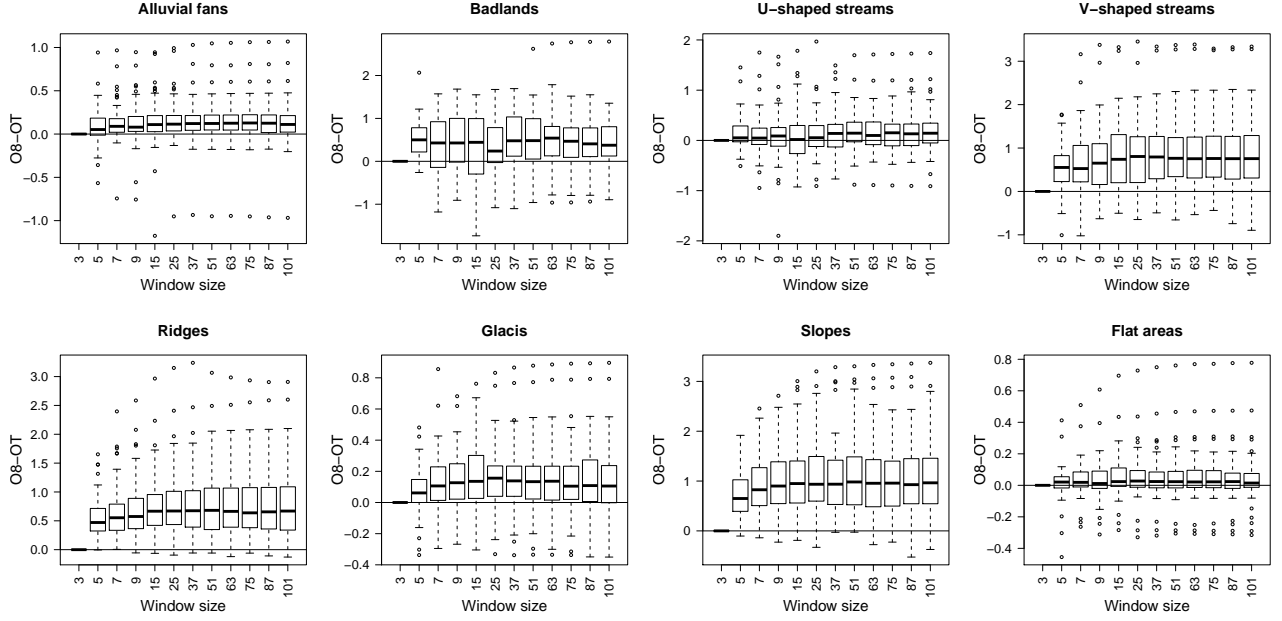 Alluvial fans
O8−OT
1.0
0.5
0.0
−0.5
−1.0
3 5 7 9 15 25 37 51 63 75 87 101
Window size
Badlands
O8−OT
2
1
0
−1
3 5 7 9 15 25 37 51 63 75 87 101
Window size
U−shaped streams
O8−OT
2
1
0
−1
−2
3 5 7 9 15 25 37 51 63 75 87 101
Window size
V−shaped streams
O8−OT
3
2
1
0
−1
3 5 7 9 15 25 37 51 63 75 87 101
Window size
Ridges
O8−OT
3.0
2.5
2.0
1.5
1.0
0.5
0.0
3 5 7 9 15 25 37 51 63 75 87 101
Window size
Glacis
O8−OT
0.8
0.6
0.4
0.2
0.0
−0.2
−0.4
3 5 7 9 15 25 37 51 63 75 87 101
Window size
Slopes
O8−OT
3
2
1
0
3 5 7 9 15 25 37 51 63 75 87 101
Window size
Flat areas
O8−OT
0.8
0.6
0.4
0.2
0.0
−0.2
−0.4
3 5 7 9 15 25 37 51 63 75 87 101
Window size